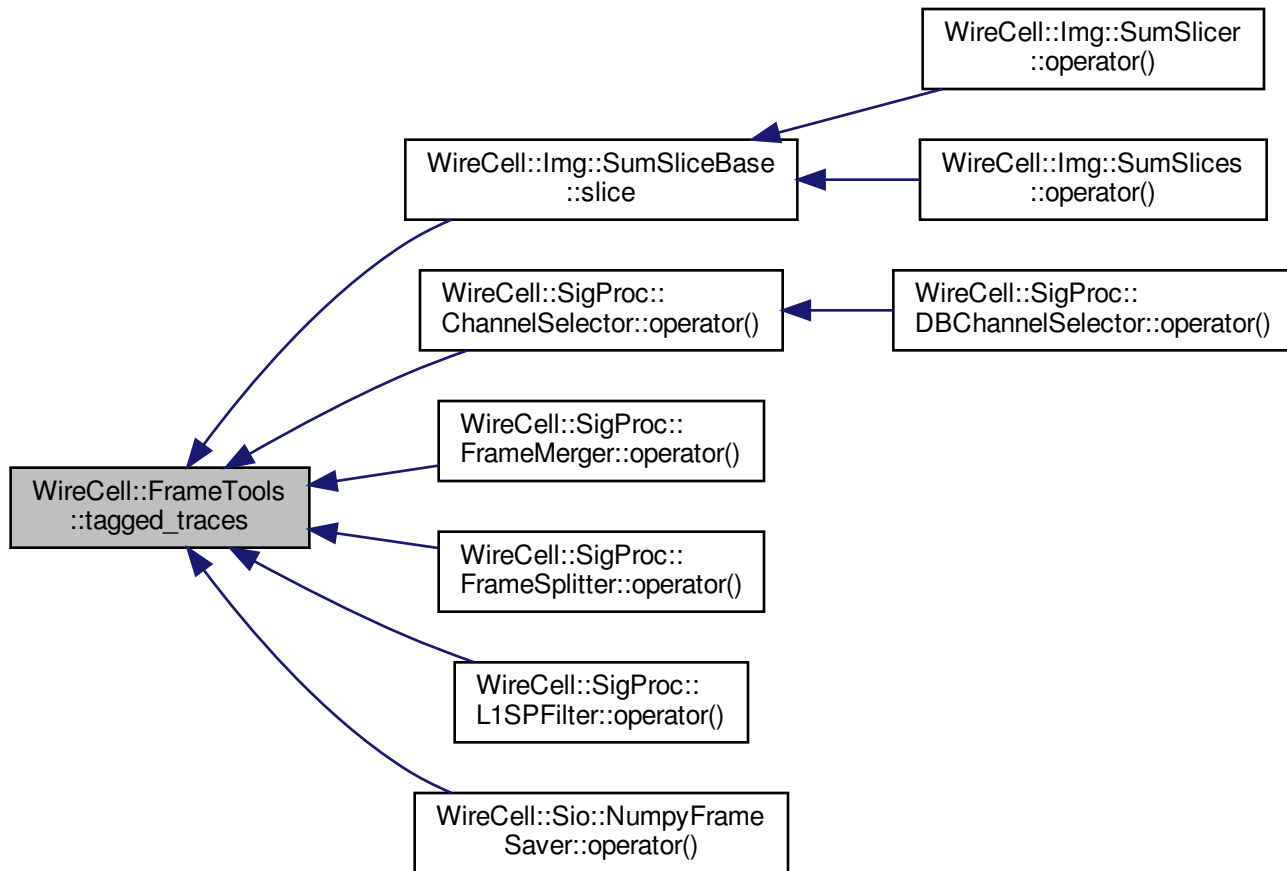 WireCell::Img::SumSlicer
::operator()
WireCell::Img::SumSliceBase
::slice
WireCell::Img::SumSlices
::operator()
WireCell::SigProc::
ChannelSelector::operator()
WireCell::SigProc::
DBChannelSelector::operator()
WireCell::SigProc::
FrameMerger::operator()
WireCell::FrameTools
::tagged_traces
WireCell::SigProc::
FrameSplitter::operator()
WireCell::SigProc::
L1SPFilter::operator()
WireCell::Sio::NumpyFrame
Saver::operator()